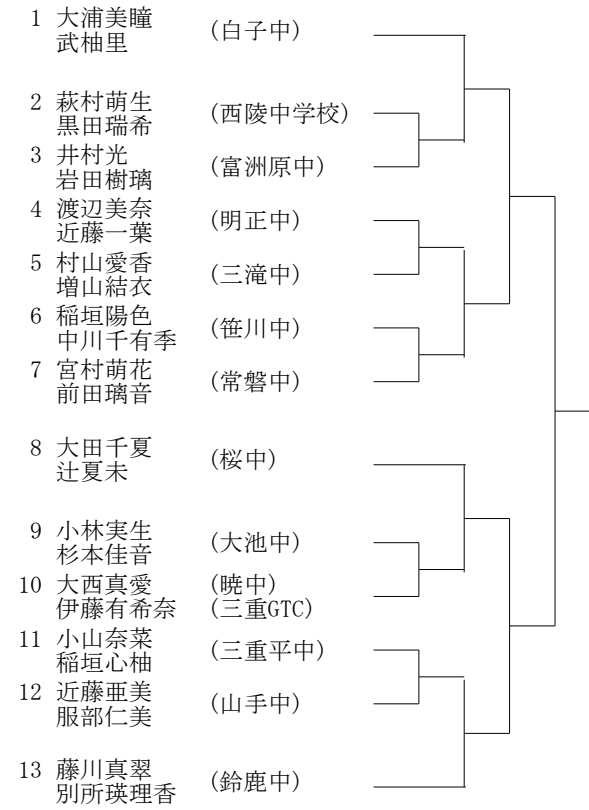 1 大浦美瞳 (白子中)
武柚里
2 萩村萌生 (西陵中学校)
黒田瑞希
3 井村光 (富洲原中)
岩田樹璃
4 渡辺美奈 (明正中)
近藤一葉
5 村山愛香 (三滝中)
増山結衣
6 稲垣陽色 (笹川中)
中川千有季
7 宮村萌花 (常磐中)
前田璃音
8 大田千夏 (桜中)
辻夏未
9 小林実生 (大池中)
杉本佳音
10 大西真愛 (暁中)
伊藤有希奈 (三重GTC)
11 小山奈菜 (三重平中)
稲垣心柚
12 近藤亜美 (山手中)
服部仁美
13 藤川真翠 (鈴鹿中)
別所瑛理香